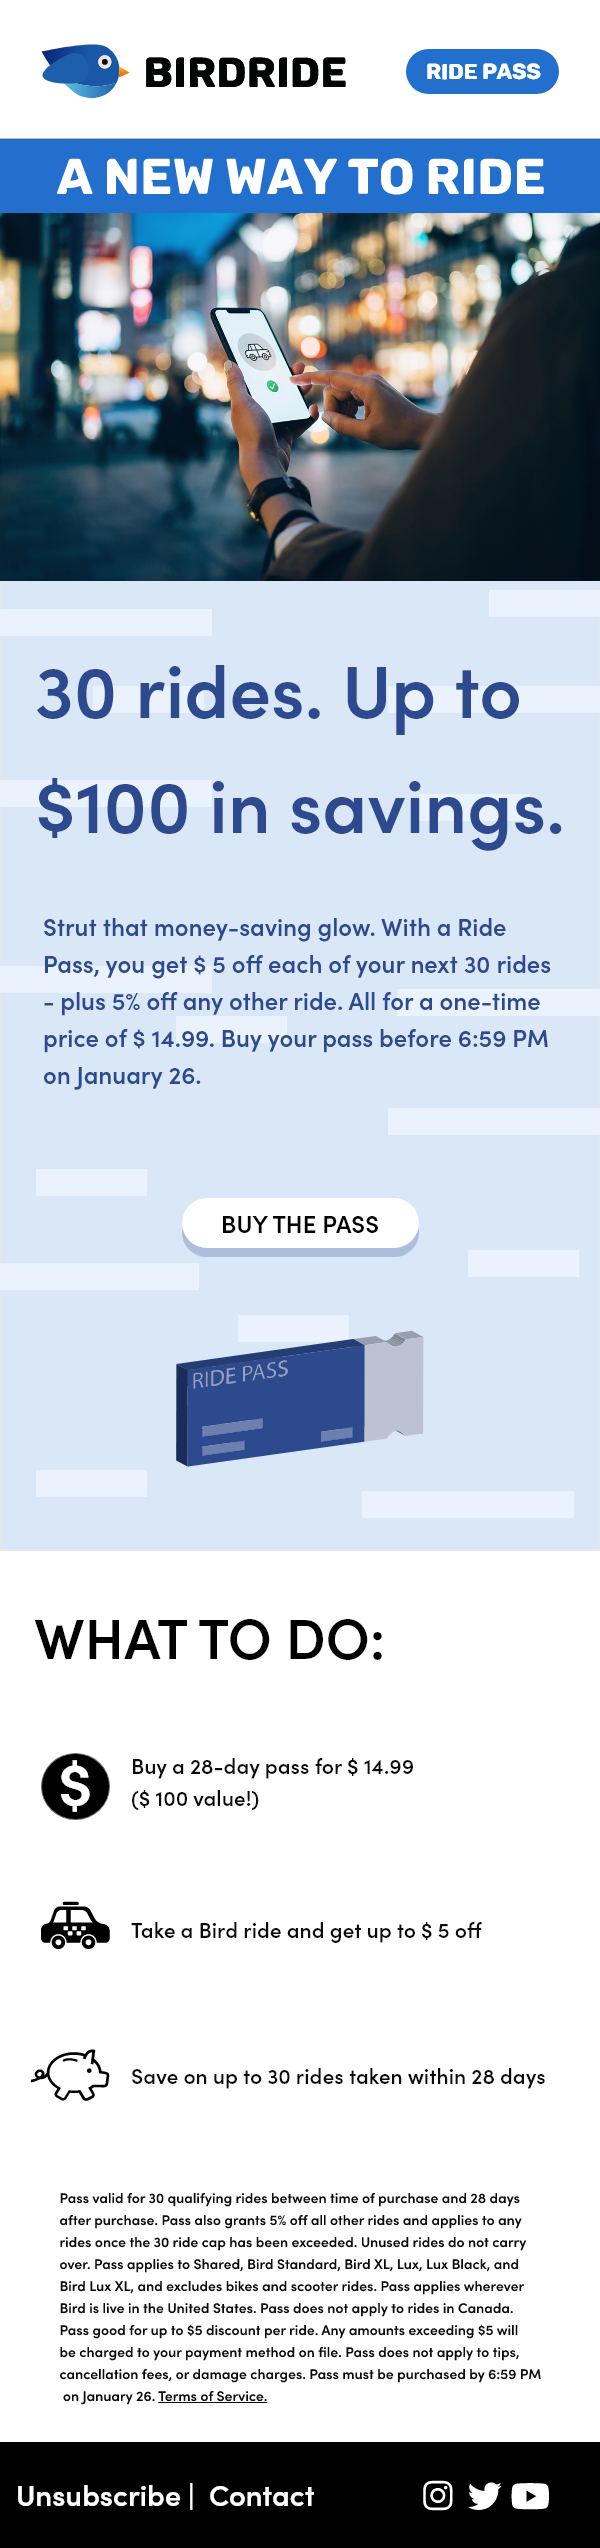 BIRDRIDE
RIDE PASS
A NEW WAY TO RIDE
30 rides. Up to
$100 in savings.
Strut that money-saving glow. With a Ride
Pass, you get $ 5 off each of your next 30 rides
- plus 5% off any other ride. All for a one-time
price of $ 14.99. Buy your pass before 6:59 PM
on January 26.
BUY THE PASS
RIDE PASS
WHAT TO DO:
$
Buy a 28-day pass for $ 14.99
($ 100 value!)
Take a Bird ride and get up to $ 5 off
Save on up to 30 rides taken within 28 days
Pass valid for 30 qualifying rides between time of purchase and 28 days
after purchase. Pass also grants 5% off all other rides and applies to any
rides once the 30 ride cap has been exceeded. Unused rides do not carry
over. Pass applies to Shared, Bird Standard, Bird XL, Lux, Lux Black, and
Bird Lux XL, and excludes bikes and scooter rides. Pass applies wherever
Bird is live in the United States. Pass does not apply to rides in Canada.
Pass good for up to $5 discount per ride. Any amounts exceeding $5 will
be charged to your payment method on file. Pass does not apply to tips,
cancellation fees, or damage charges. Pass must be purchased by 6:59 PM
on January 26. Terms of Service.
Unsubscribe | Contact